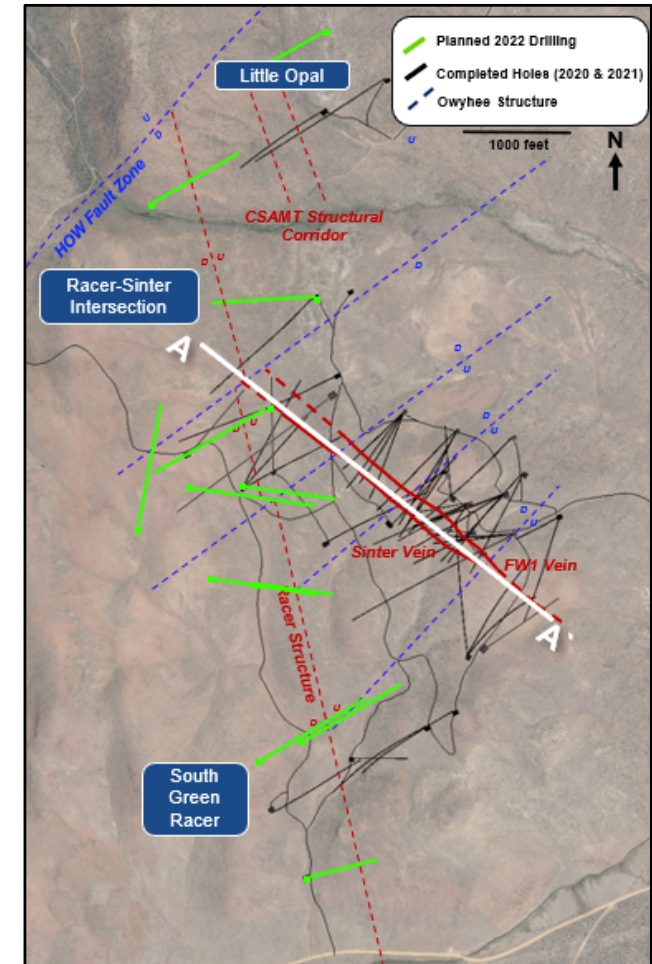 Planned 2022 Drilling
Completed Holes (2020 & 2021)
Owyhee Structure
1000 feet
N
Little Opal
U
D
U
HOW Fault Zone
CSAMT Structural
Corridor
D
U
D
Racer-Sinter
Intersection
A
D
U
D
U
U
D
U
D
U
Sinter Vein
FW1 Vein
A`
Racer Structure
U
D
South
Green
Racer